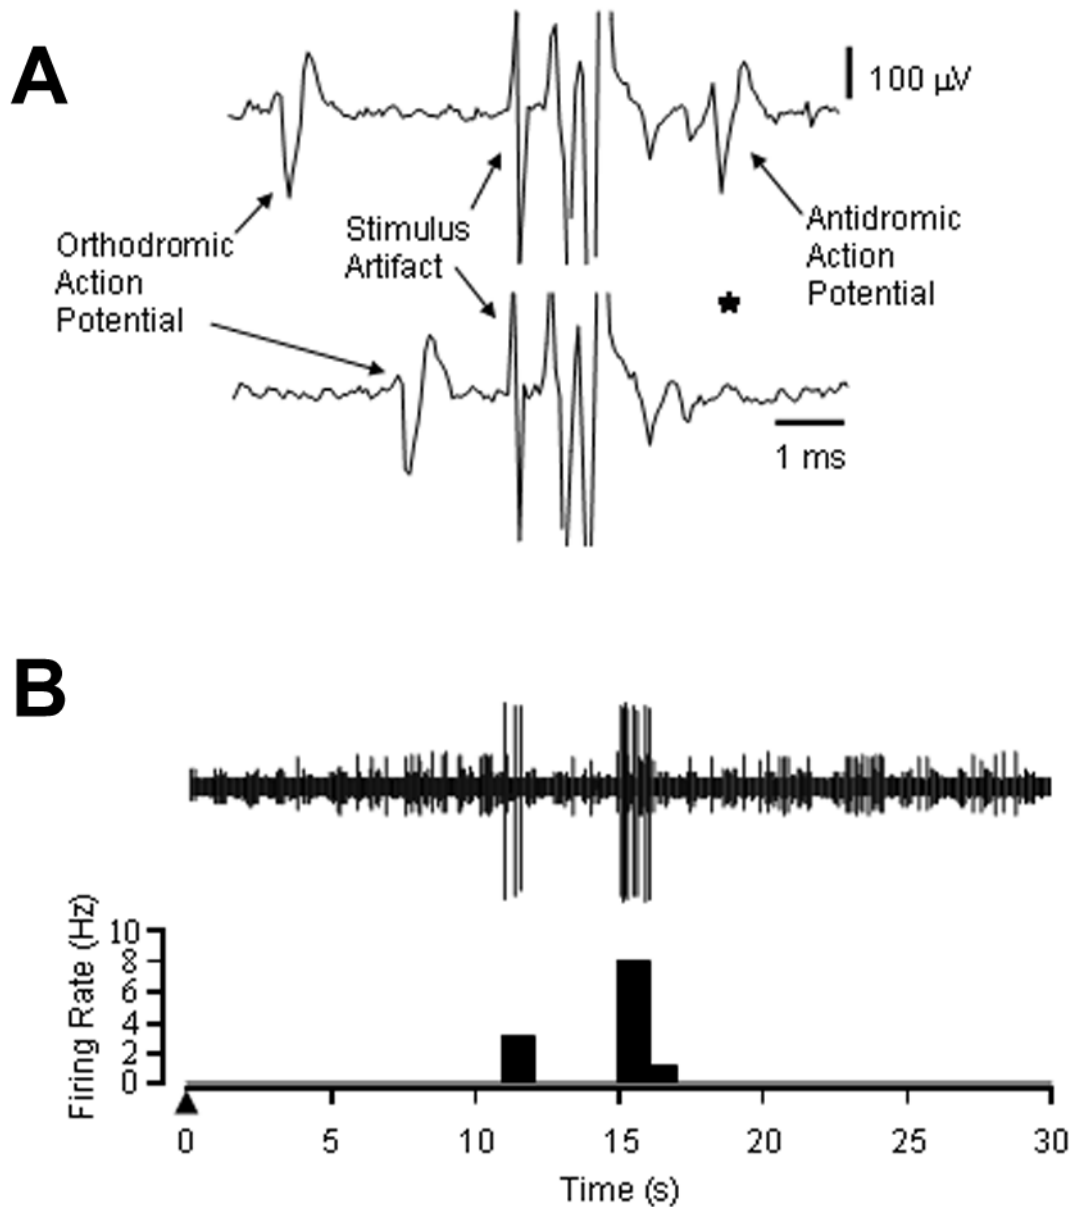 A
100 µV
Orthodromic
Action
Potential
Stimulus
Artifact
Antidromic
Action
Potential
★
1 ms
B
Firing Rate (Hz)
10
8
6
4
2
0
0 5 10 15 20 25 30
Time (s)